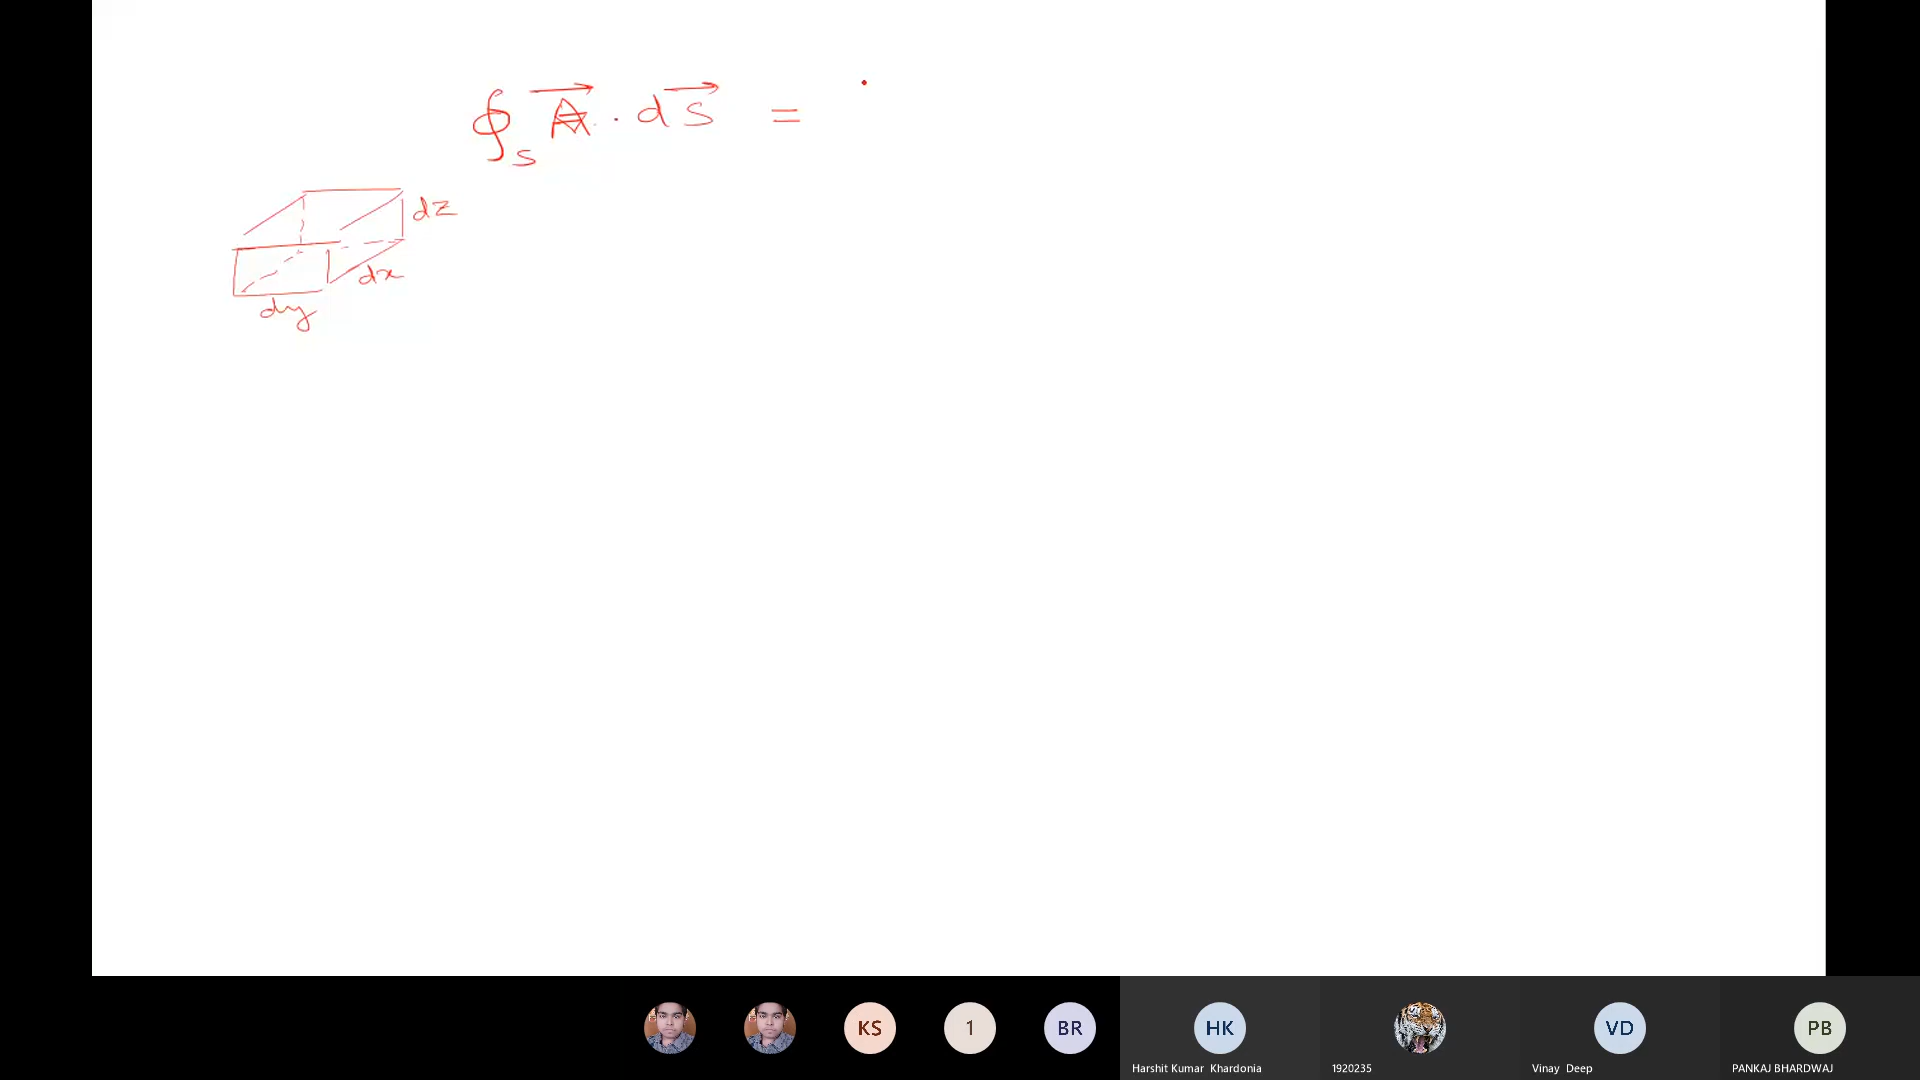 ∮_S A⃗ · dS⃗ =
dz
dx
dy
KS 1 BR HK VD PB
Harshit Kumar Khardonia 1920235 Vinay Deep PANKAJ BHARDWAJ